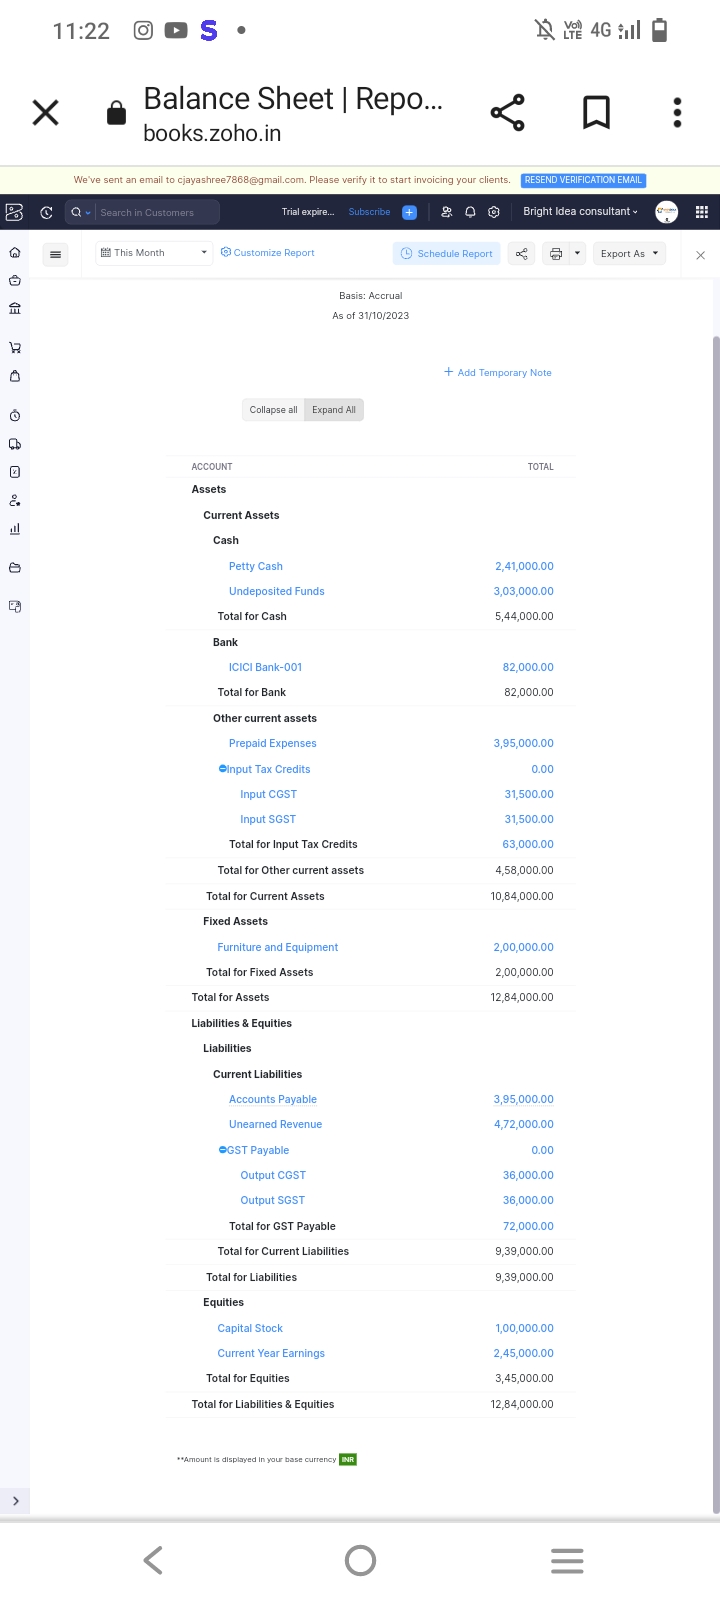 11:22
Vo) LTE 4G
Balance Sheet | Repo...
books.zoho.in
We've sent an email to cjayashree7868@gmail.com. Please verify it to start invoicing your clients. RESEND VERIFICATION EMAIL
Search in Customers Trial expire... Subscribe Bright Idea consultant
This Month Customize Report Schedule Report Export As
Basis: Accrual
As of 31/10/2023
+ Add Temporary Note
Collapse all Expand All
ACCOUNT TOTAL
Assets
Current Assets
Cash
Petty Cash 2,41,000.00
Undeposited Funds 3,03,000.00
Total for Cash 5,44,000.00
Bank
ICICI Bank-001 82,000.00
Total for Bank 82,000.00
Other current assets
Prepaid Expenses 3,95,000.00
Input Tax Credits 0.00
Input CGST 31,500.00
Input SGST 31,500.00
Total for Input Tax Credits 63,000.00
Total for Other current assets 4,58,000.00
Total for Current Assets 10,84,000.00
Fixed Assets
Furniture and Equipment 2,00,000.00
Total for Fixed Assets 2,00,000.00
Total for Assets 12,84,000.00
Liabilities & Equities
Liabilities
Current Liabilities
Accounts Payable 3,95,000.00
Unearned Revenue 4,72,000.00
GST Payable 0.00
Output CGST 36,000.00
Output SGST 36,000.00
Total for GST Payable 72,000.00
Total for Current Liabilities 9,39,000.00
Total for Liabilities 9,39,000.00
Equities
Capital Stock 1,00,000.00
Current Year Earnings 2,45,000.00
Total for Equities 3,45,000.00
Total for Liabilities & Equities 12,84,000.00
**Amount is displayed in your base currency INR